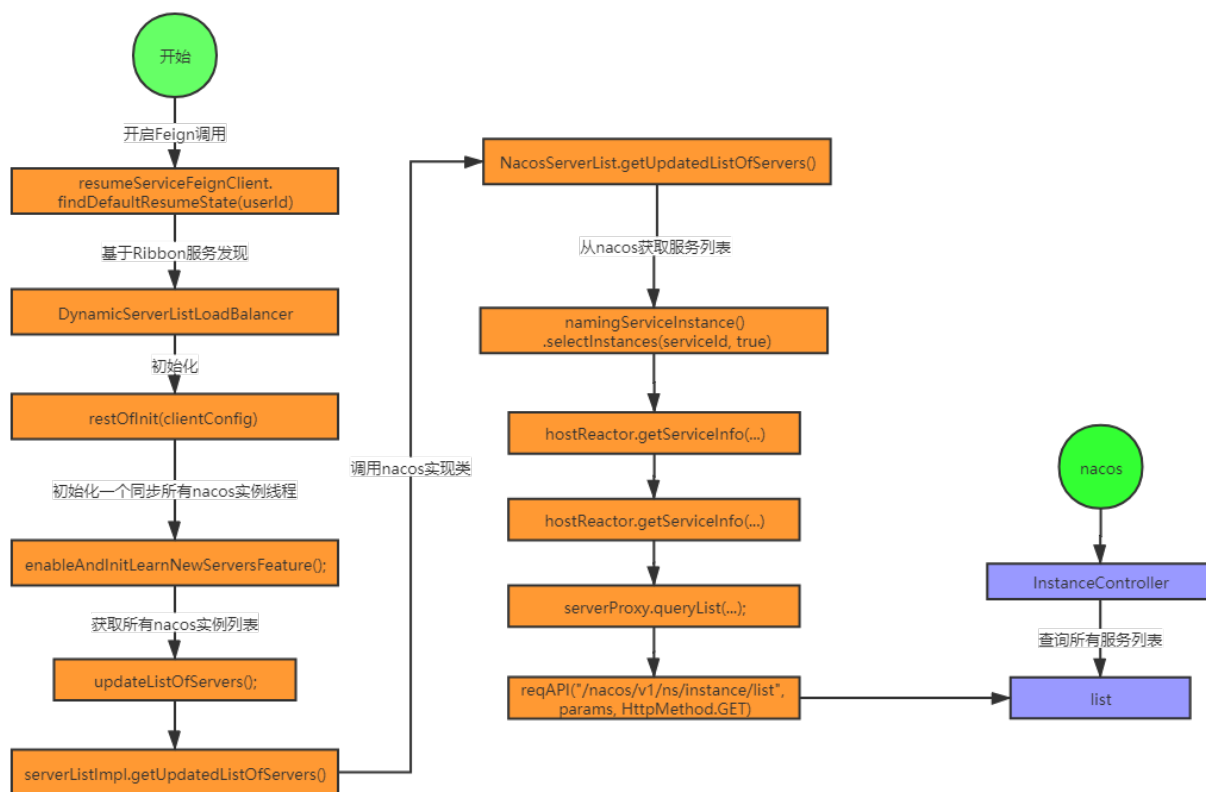 开始
开启Feign调用
resumeServiceFeignClient.
findDefaultResumeState(userId)
基于Ribbon服务发现
DynamicServerListLoadBalancer
初始化
restOfInit(clientConfig)
初始化一个同步所有nacos实例线程
enableAndInitLearnNewServersFeature();
获取所有nacos实例列表
updateListOfServers();
serverListImpl.getUpdatedListOfServers()
调用nacos实现类
NacosServerList.getUpdatedListOfServers()
从nacos获取服务列表
namingServiceInstance()
.selectInstances(serviceId, true)
hostReactor.getServiceInfo(...)
hostReactor.getServiceInfo(...)
serverProxy.queryList(...);
reqAPI("/nacos/v1/ns/instance/list",
params, HttpMethod.GET)
nacos
InstanceController
查询所有服务列表
list